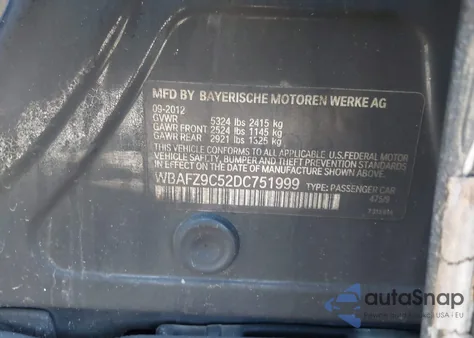 MFD BY BAYERISCHE MOTOREN WERKE AG
09-2012
GVWR 5324 lbs 2415 kg
GAWR FRONT 2524 lbs 1145 kg
GAWR REAR 2921 lbs 1325 kg
THIS VEHICLE CONFORMS TO ALL APPLICABLE U.S.FEDERAL MOTOR
VEHICLE SAFETY, BUMPER AND THEFT PREVENTION STANDARDS
IN EFFECT ON THE DATE OF MANUFACTURE SHOWN ABOVE.
WBAFZ9C52DC751999 TYPE: PASSENGER CAR
475/9
autoSnap